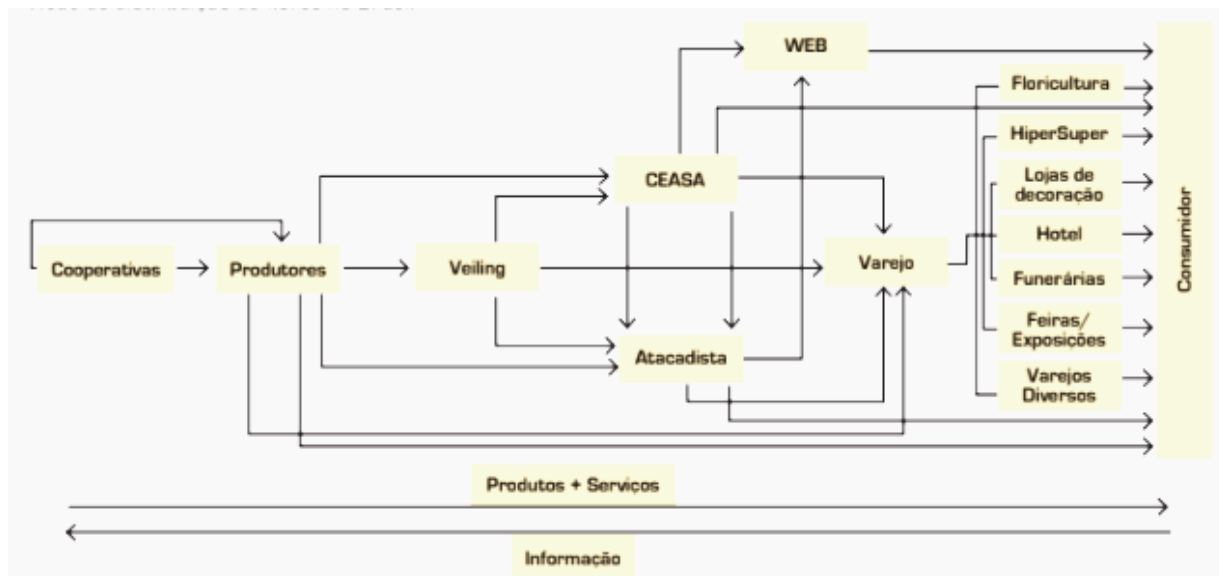 WEB
Floricultura
HiperSuper
CEASA
Lojas de
decoração
Consumidor
Hotel
Cooperativas
Produtores
Veiling
Varejo
Funerárias
Feiras/
Exposições
Atacadista
Varejos
Diversos
Produtos + Serviços
Informação